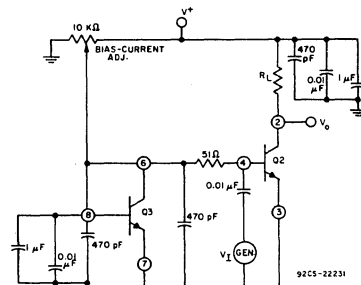 V+
10 KΩ
BIAS-CURRENT
ADJ.
470
pF
0.01
μF
1 μF
RL
2
Vo
6
51Ω
4
Q2
0.01 μF
3
8
Q3
1 μF
0.01
μF
470 pF
470 pF
7
VI
GEN.
92CS-22231